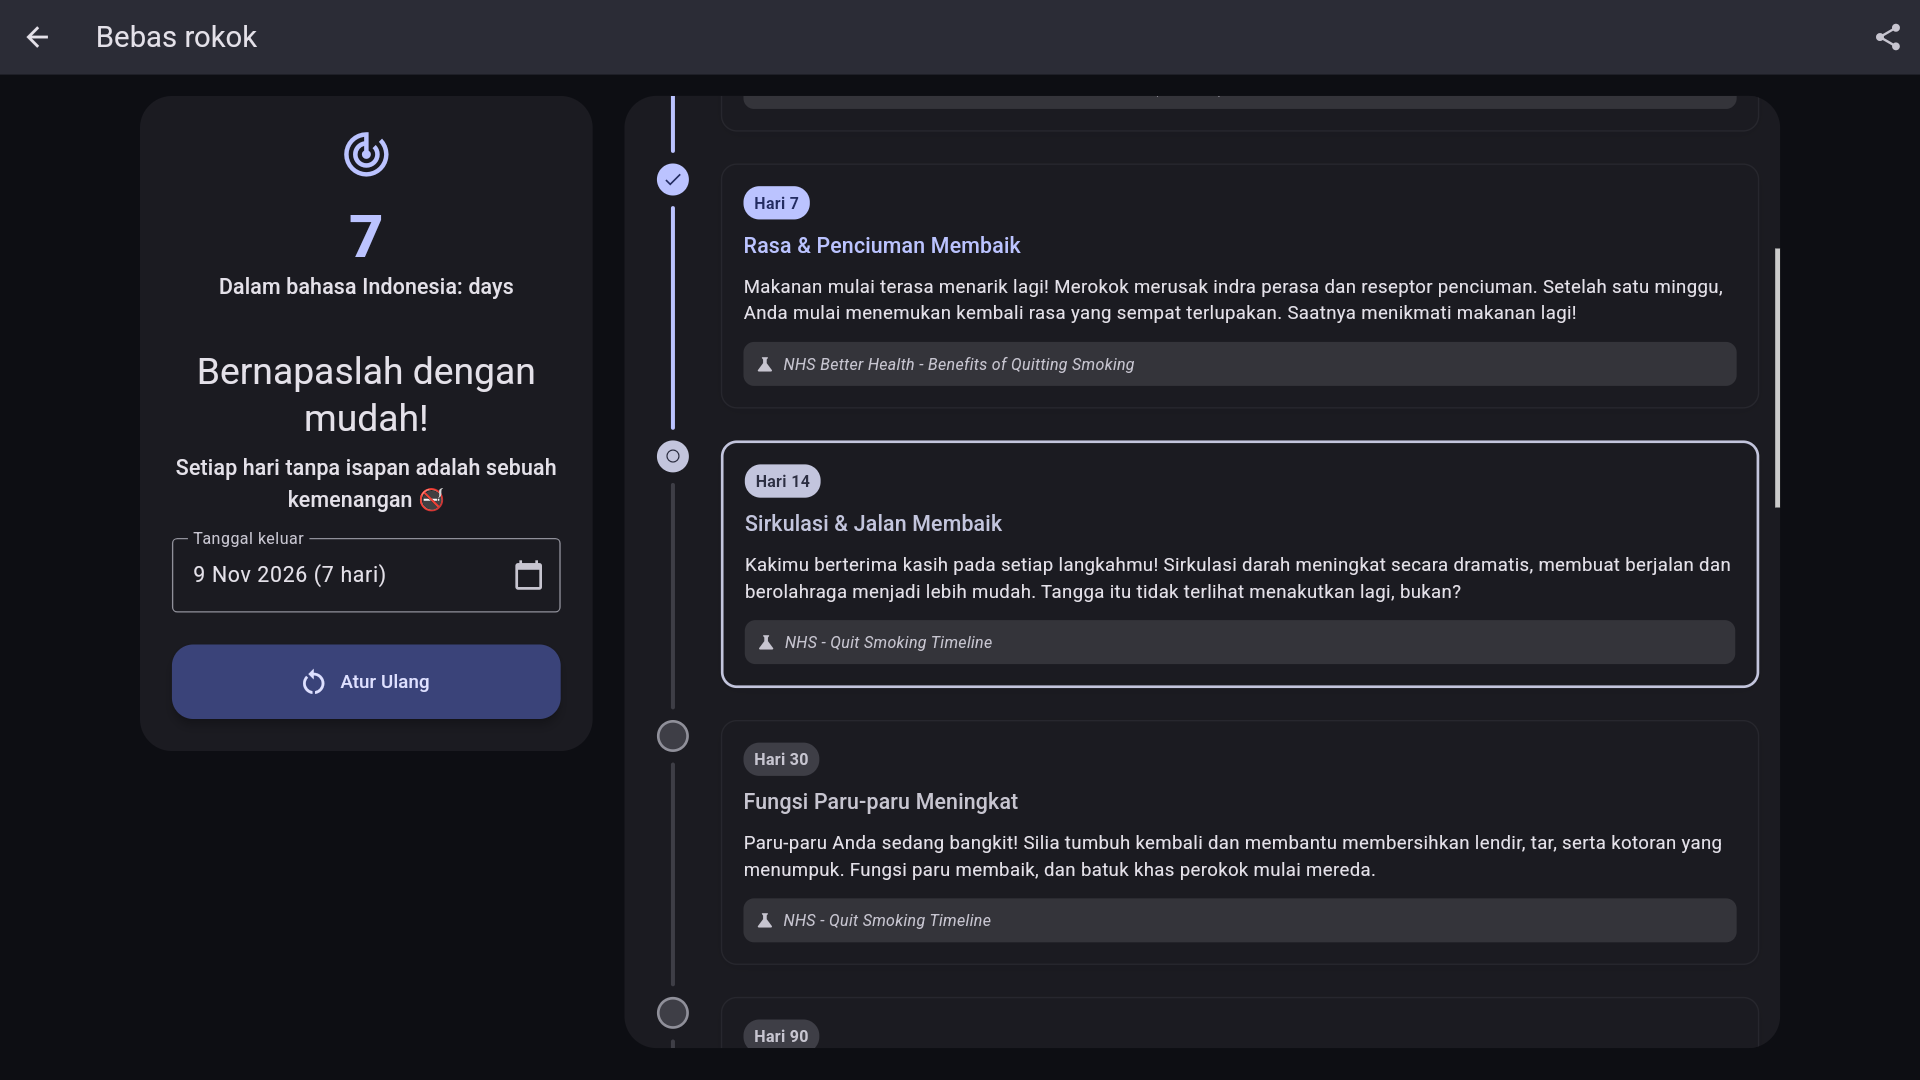 Bebas rokok
7
Dalam bahasa Indonesia: days
Bernapaslah dengan
mudah!
Setiap hari tanpa isapan adalah sebuah
kemenangan 🚭
Tanggal keluar
9 Nov 2026 (7 hari)
Atur Ulang
Hari 7
Rasa & Penciuman Membaik
Makanan mulai terasa menarik lagi! Merokok merusak indra perasa dan reseptor penciuman. Setelah satu minggu,
Anda mulai menemukan kembali rasa yang sempat terlupakan. Saatnya menikmati makanan lagi!
NHS Better Health - Benefits of Quitting Smoking
Hari 14
Sirkulasi & Jalan Membaik
Kakimu berterima kasih pada setiap langkahmu! Sirkulasi darah meningkat secara dramatis, membuat berjalan dan
berolahraga menjadi lebih mudah. Tangga itu tidak terlihat menakutkan lagi, bukan?
NHS - Quit Smoking Timeline
Hari 30
Fungsi Paru-paru Meningkat
Paru-paru Anda sedang bangkit! Silia tumbuh kembali dan membantu membersihkan lendir, tar, serta kotoran yang
menumpuk. Fungsi paru membaik, dan batuk khas perokok mulai mereda.
NHS - Quit Smoking Timeline
Hari 90